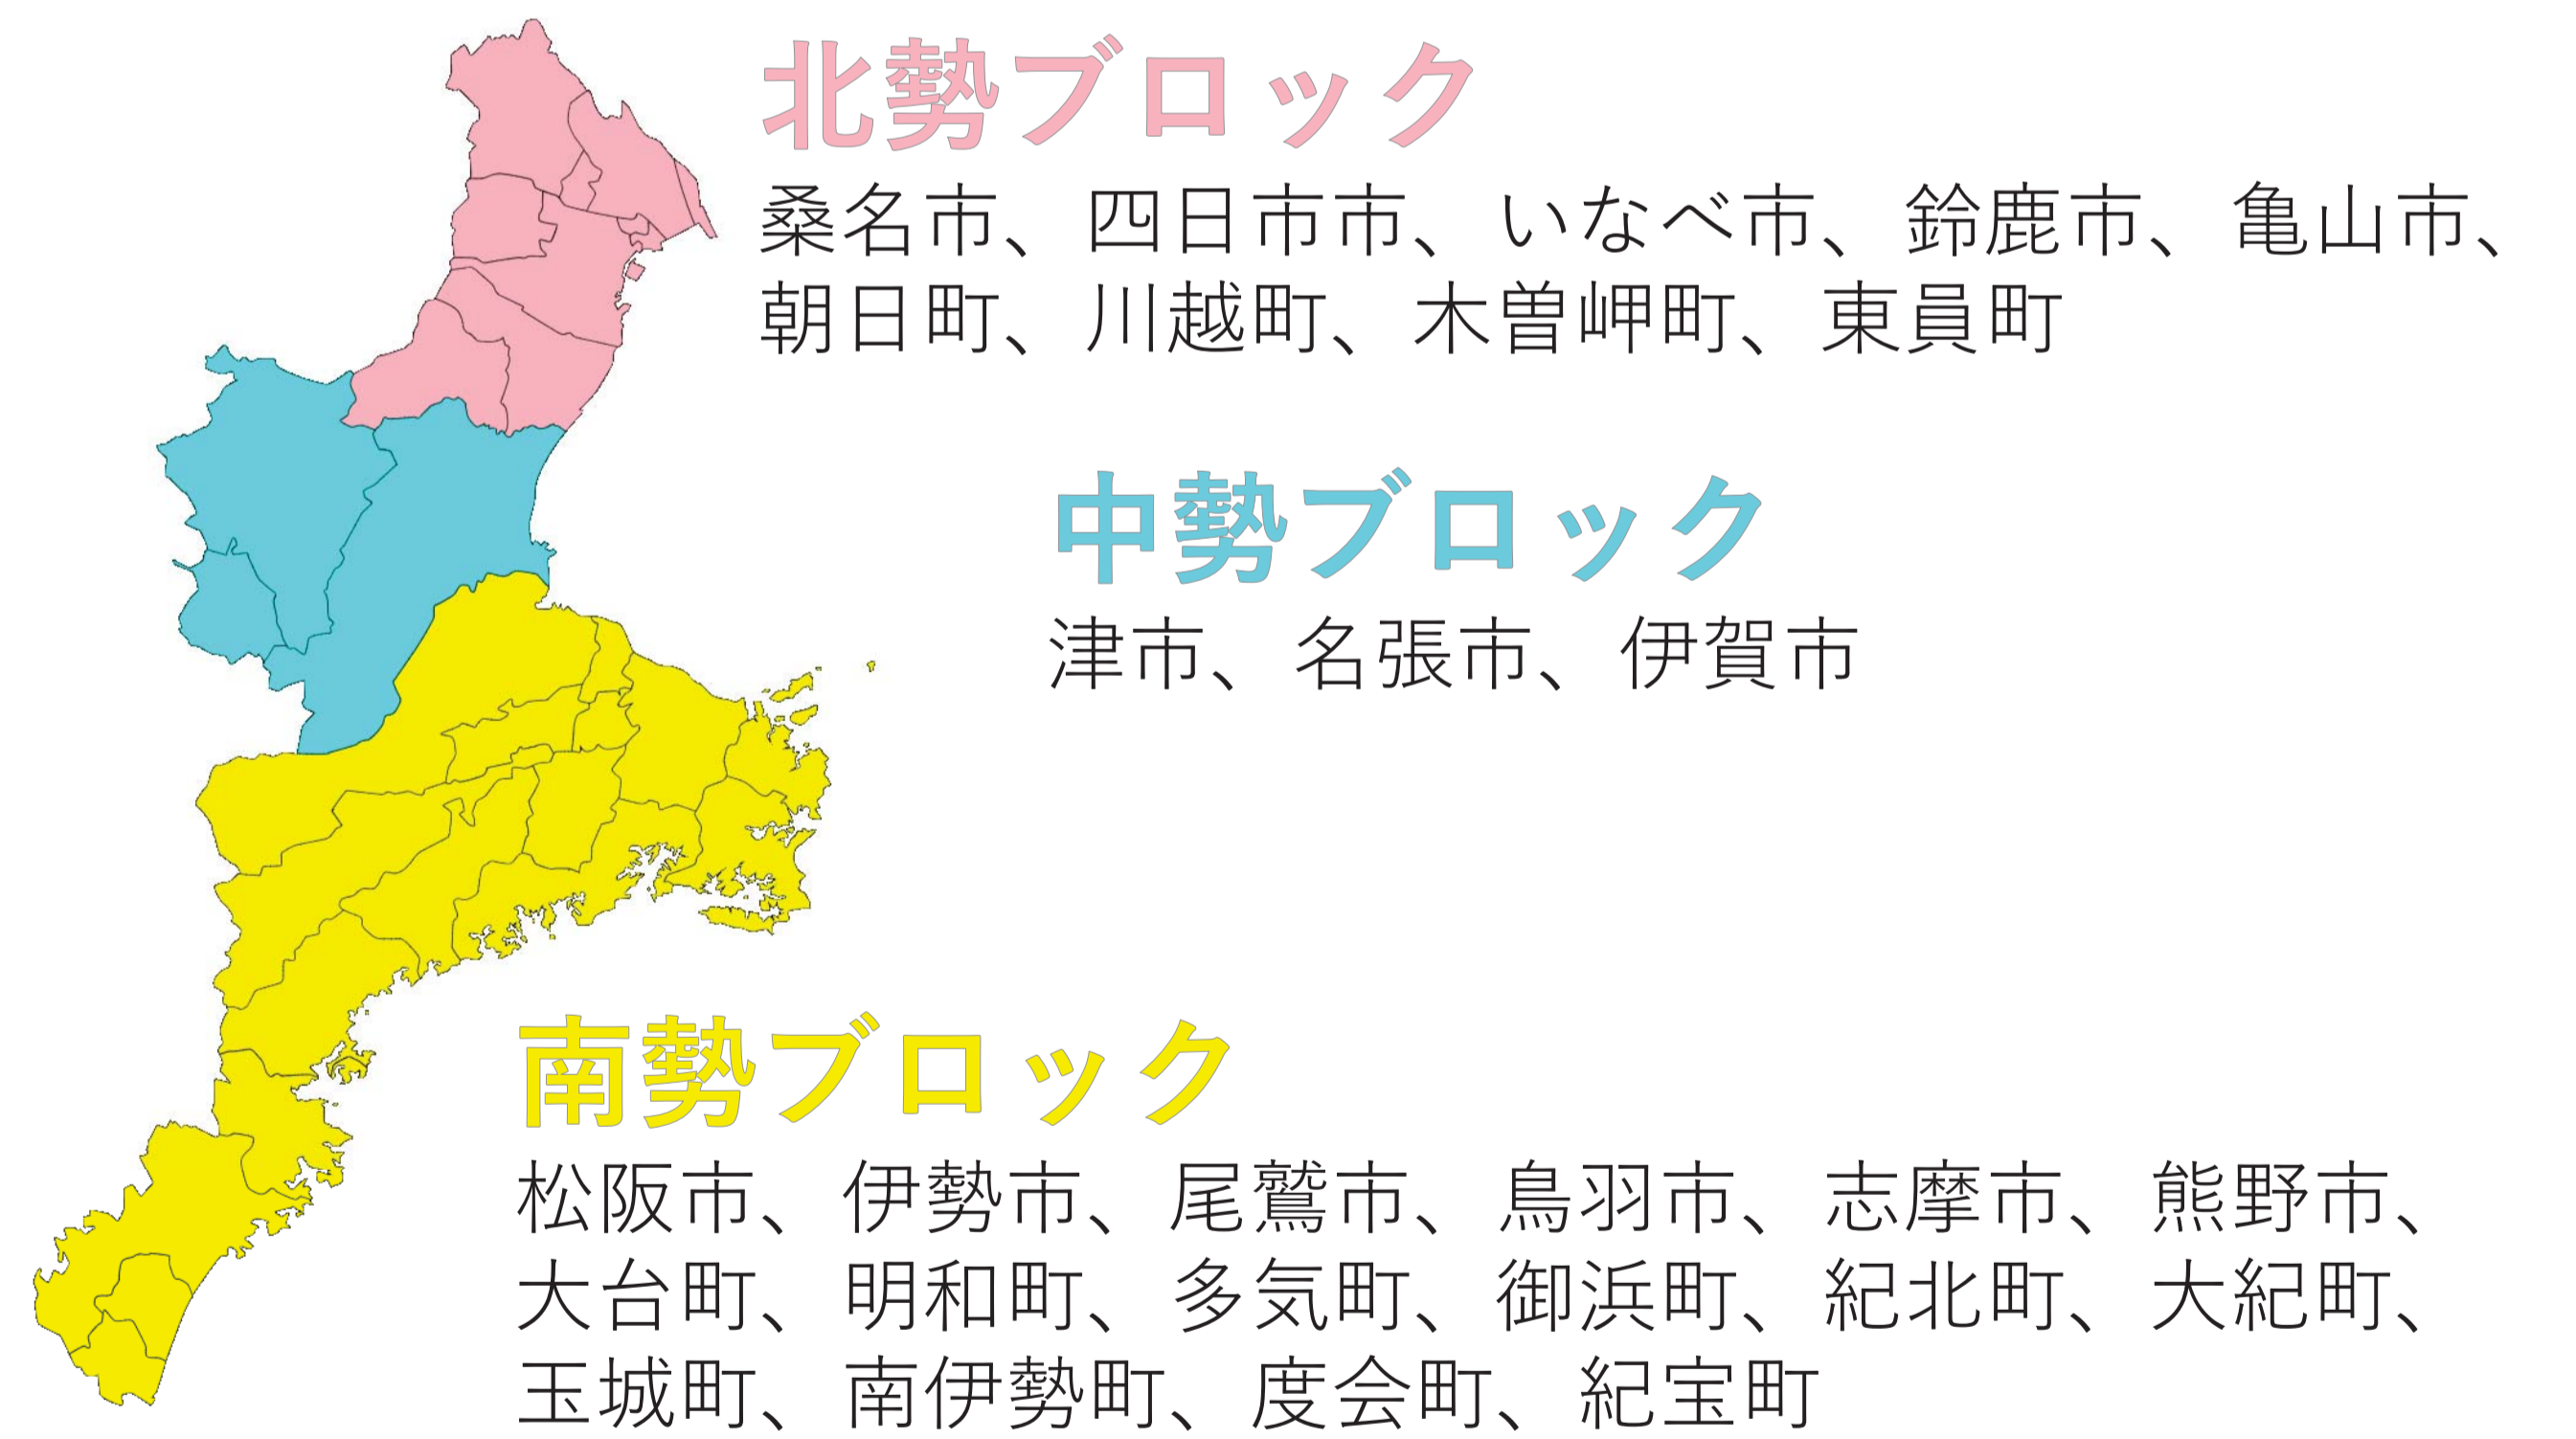 北勢ブロック
桑名市、四日市市、いなべ市、鈴鹿市、亀山市、
朝日町、川越町、木曽岬町、東員町
中勢ブロック
津市、名張市、伊賀市
南勢ブロック
松阪市、伊勢市、尾鷲市、鳥羽市、志摩市、熊野市、
大台町、明和町、多気町、御浜町、紀北町、大紀町、
玉城町、南伊勢町、度会町、紀宝町